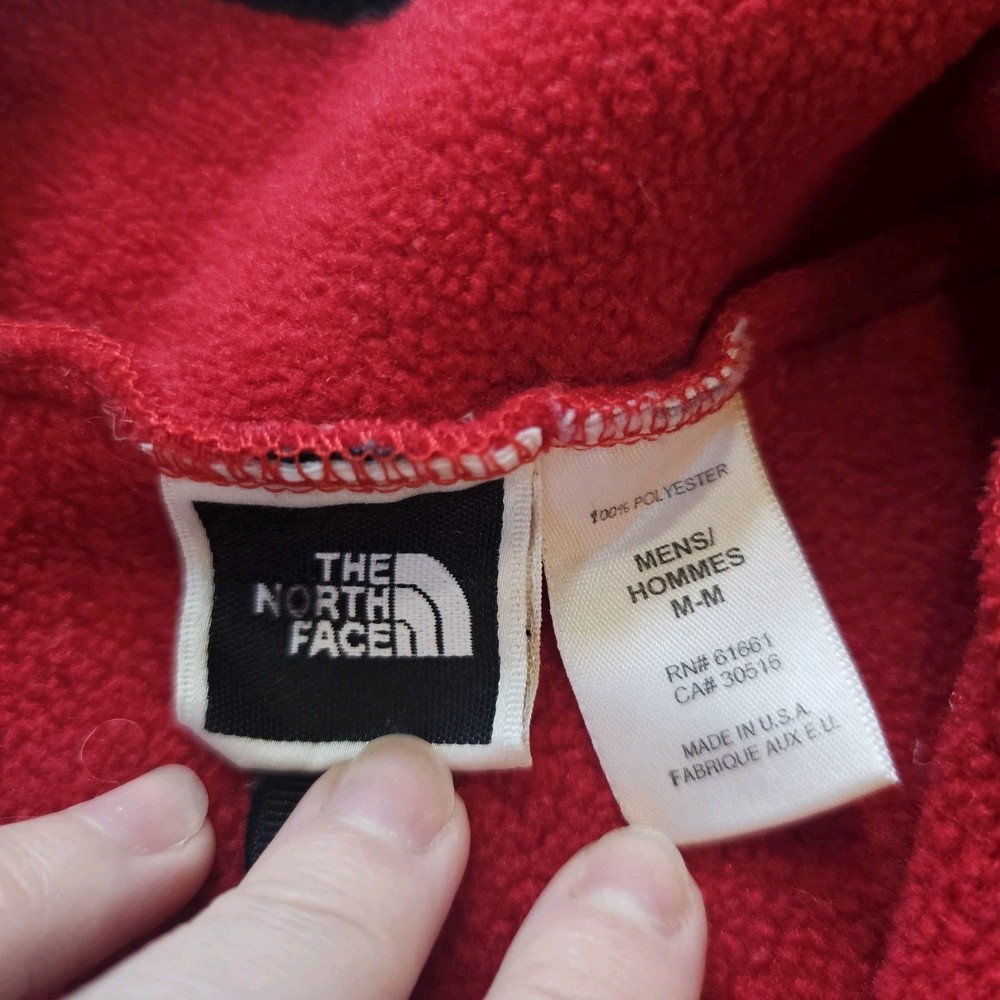 THE
NORTH
FACE
100% POLYESTER
MENS/
HOMMES
M-M
RN# 61661
CA# 30516
MADE IN U.S.A.
FABRIQUE AUX E.U.